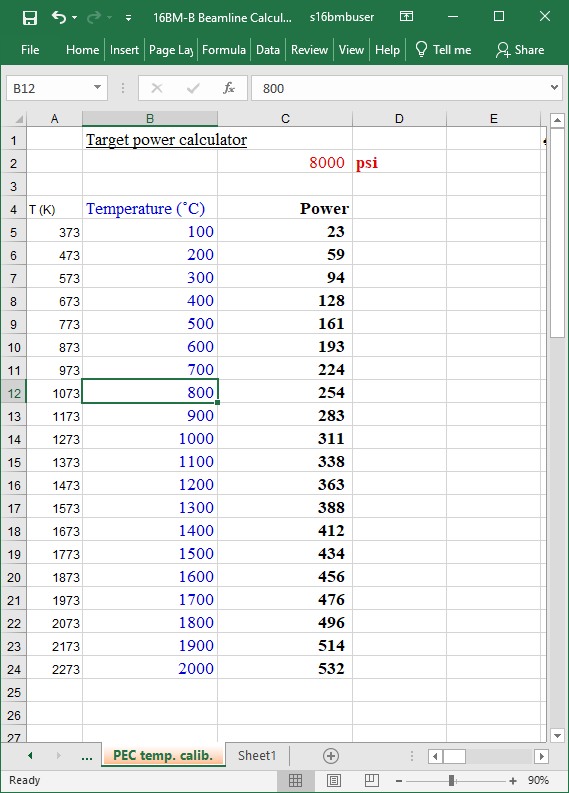 16BM-B Beamline Calcul... s16bmbuser
File Home Insert Page Lay Formula Data Review View Help Tell me Share
B12 fx 800
A B C D E
1 Target power calculator
2 8000 psi
3
4 T (K) Temperature (˚C) Power
5 373 100 23
6 473 200 59
7 573 300 94
8 673 400 128
9 773 500 161
10 873 600 193
11 973 700 224
12 1073 800 254
13 1173 900 283
14 1273 1000 311
15 1373 1100 338
16 1473 1200 363
17 1573 1300 388
18 1673 1400 412
19 1773 1500 434
20 1873 1600 456
21 1973 1700 476
22 2073 1800 496
23 2173 1900 514
24 2273 2000 532
25
26
27
... PEC temp. calib. Sheet1
Ready 90%